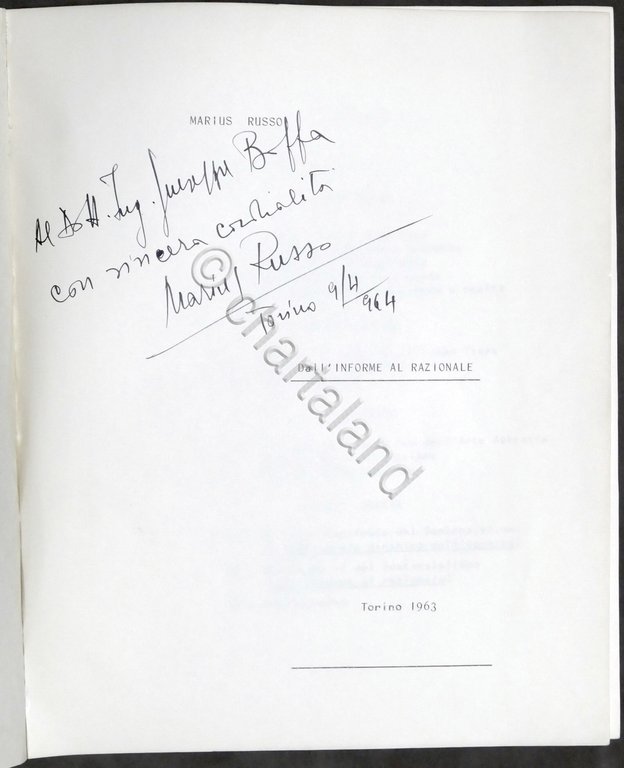 MARIUS RUSSO
Al Dott. Ing. Giuseppe Boffa
con sincera cordialità
Marius Russo
Torino 9/4 964
Dall'INFORME AL RAZIONALE
Torino 1963
© chartaland